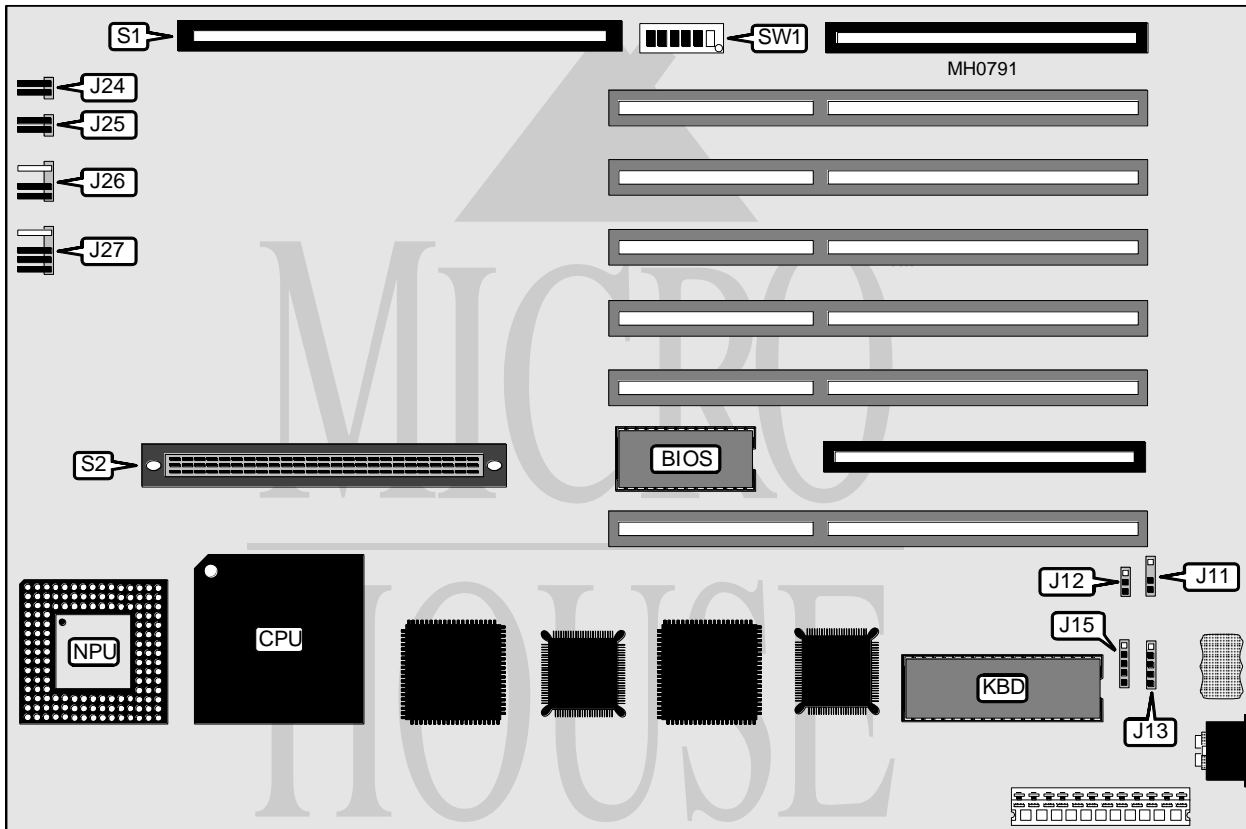 S1
SW1
MH0791
J24
J25
J26
J27
MICRO
S2
BIOS
J12
J11
J15
NPU
CPU
KBD
J13
HOUSE